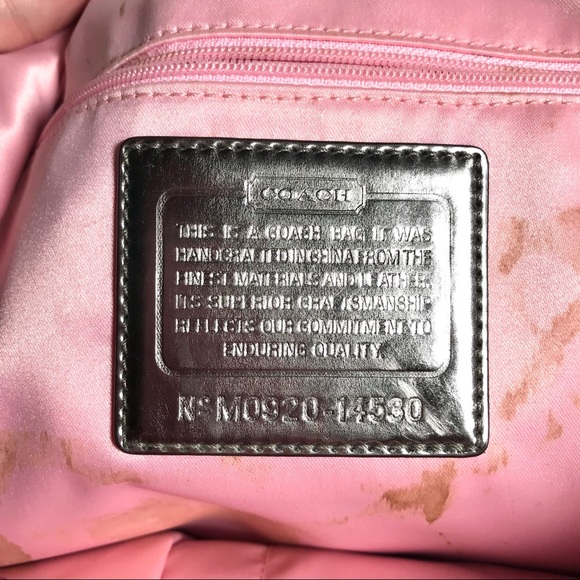 COACH
THIS IS A COACH BAG. IT WAS
HANDCRAFTED IN CHINA FROM THE
FINEST MATERIALS AND LEATHER.
ITS SUPERIOR CRAFTSMANSHIP
REFLECTS OUR COMMITMENT TO
ENDURING QUALITY.
Nº M0920-14530